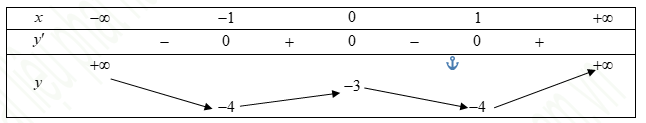 x −∞ −1 0 1 +∞
y' − 0 + 0 − 0 +
+∞ +∞
y −3
−4 −4